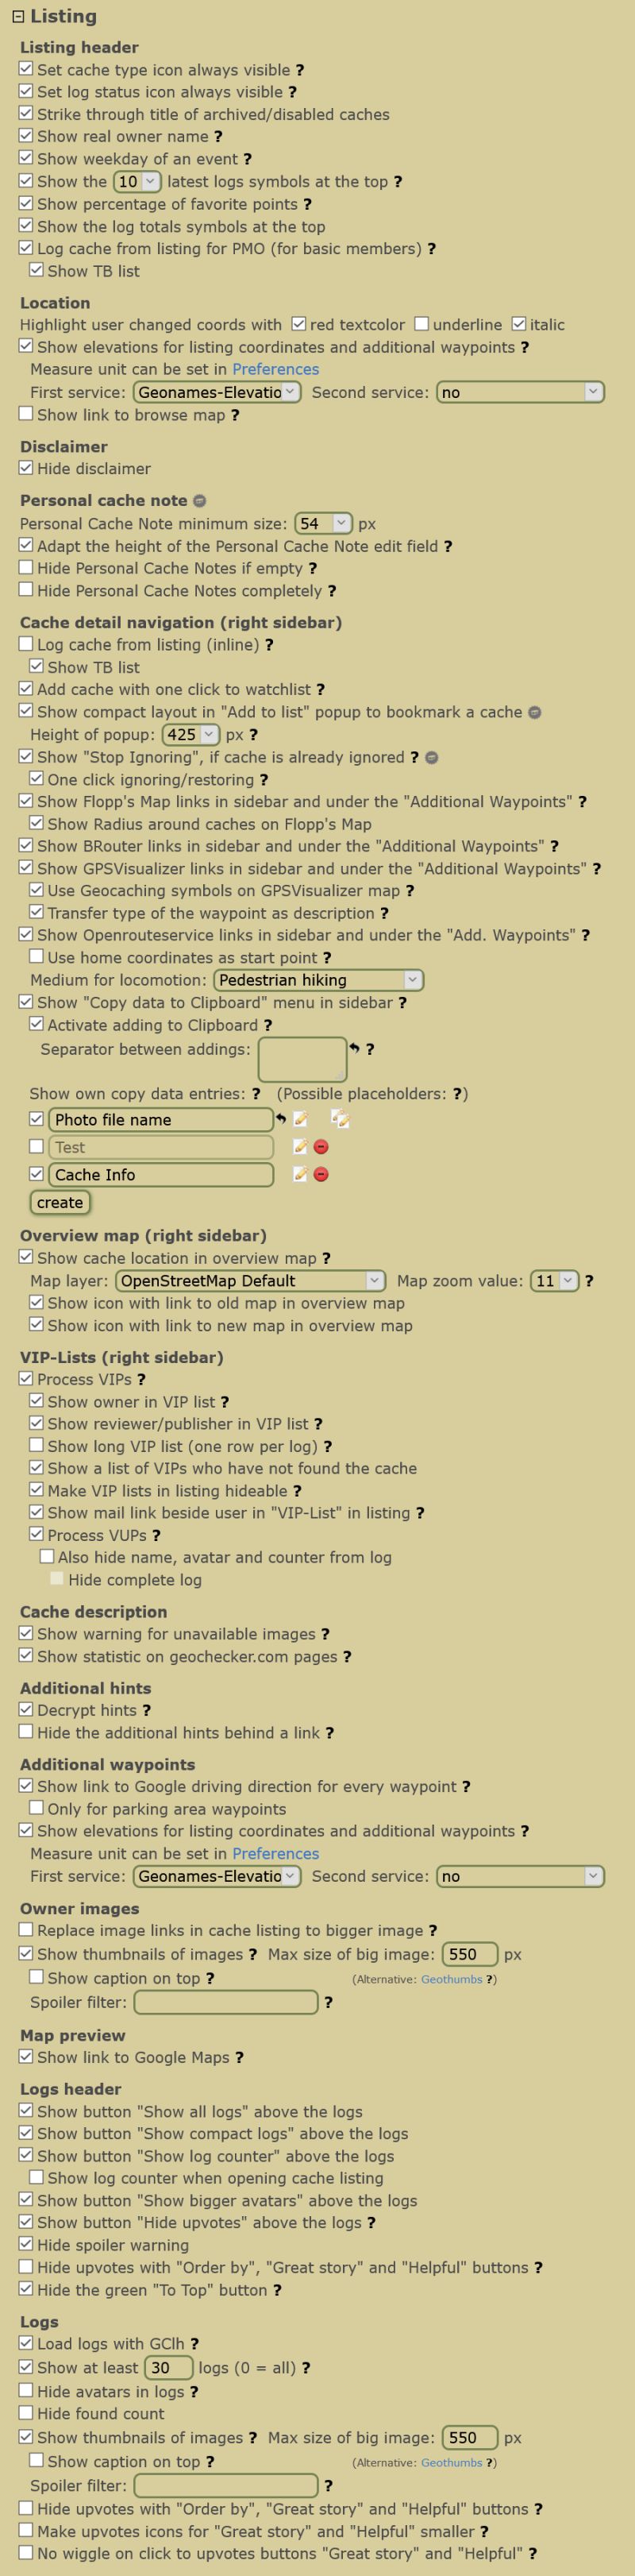 Listing
Listing header
Set cache type icon always visible ?
Set log status icon always visible ?
Strike through title of archived/disabled caches
Show real owner name ?
Show weekday of an event ?
Show the 10 latest logs symbols at the top ?
Show percentage of favorite points ?
Show the log totals symbols at the top
Log cache from listing for PMO (for basic members) ?
Show TB list
Location
Highlight user changed coords with red textcolor underline italic
Show elevations for listing coordinates and additional waypoints ?
Measure unit can be set in Preferences
First service: Geonames-Elevatio Second service: no
Show link to browse map ?
Disclaimer
Hide disclaimer
Personal cache note
Personal Cache Note minimum size: 54 px
Adapt the height of the Personal Cache Note edit field ?
Hide Personal Cache Notes if empty ?
Hide Personal Cache Notes completely ?
Cache detail navigation (right sidebar)
Log cache from listing (inline) ?
Show TB list
Add cache with one click to watchlist ?
Show compact layout in "Add to list" popup to bookmark a cache
Height of popup: 425 px ?
Show "Stop Ignoring", if cache is already ignored ?
One click ignoring/restoring ?
Show Flopp's Map links in sidebar and under the "Additional Waypoints" ?
Show Radius around caches on Flopp's Map
Show BRouter links in sidebar and under the "Additional Waypoints" ?
Show GPSVisualizer links in sidebar and under the "Additional Waypoints" ?
Use Geocaching symbols on GPSVisualizer map ?
Transfer type of the waypoint as description ?
Show Openrouteservice links in sidebar and under the "Add. Waypoints" ?
Use home coordinates as start point ?
Medium for locomotion: Pedestrian hiking
Show "Copy data to Clipboard" menu in sidebar ?
Activate adding to Clipboard ?
Separator between addings: ?
Show own copy data entries: ? (Possible placeholders: ?)
Photo file name
Test
Cache Info
create
Overview map (right sidebar)
Show cache location in overview map ?
Map layer: OpenStreetMap Default Map zoom value: 11 ?
Show icon with link to old map in overview map
Show icon with link to new map in overview map
VIP-Lists (right sidebar)
Process VIPs ?
Show owner in VIP list ?
Show reviewer/publisher in VIP list ?
Show long VIP list (one row per log) ?
Show a list of VIPs who have not found the cache
Make VIP lists in listing hideable ?
Show mail link beside user in "VIP-List" in listing ?
Process VUPs ?
Also hide name, avatar and counter from log
Hide complete log
Cache description
Show warning for unavailable images ?
Show statistic on geochecker.com pages ?
Additional hints
Decrypt hints ?
Hide the additional hints behind a link ?
Additional waypoints
Show link to Google driving direction for every waypoint ?
Only for parking area waypoints
Show elevations for listing coordinates and additional waypoints ?
Measure unit can be set in Preferences
First service: Geonames-Elevatio Second service: no
Owner images
Replace image links in cache listing to bigger image ?
Show thumbnails of images ? Max size of big image: 550 px
Show caption on top ? (Alternative: Geothumbs ?)
Spoiler filter: ?
Map preview
Show link to Google Maps ?
Logs header
Show button "Show all logs" above the logs
Show button "Show compact logs" above the logs
Show button "Show log counter" above the logs
Show log counter when opening cache listing
Show button "Show bigger avatars" above the logs
Show button "Hide upvotes" above the logs ?
Hide spoiler warning
Hide upvotes with "Order by", "Great story" and "Helpful" buttons ?
Hide the green "To Top" button ?
Logs
Load logs with GClh ?
Show at least 30 logs (0 = all) ?
Hide avatars in logs ?
Hide found count
Show thumbnails of images ? Max size of big image: 550 px
Show caption on top ? (Alternative: Geothumbs ?)
Spoiler filter: ?
Hide upvotes with "Order by", "Great story" and "Helpful" buttons ?
Make upvotes icons for "Great story" and "Helpful" smaller ?
No wiggle on click to upvotes buttons "Great story" and "Helpful" ?